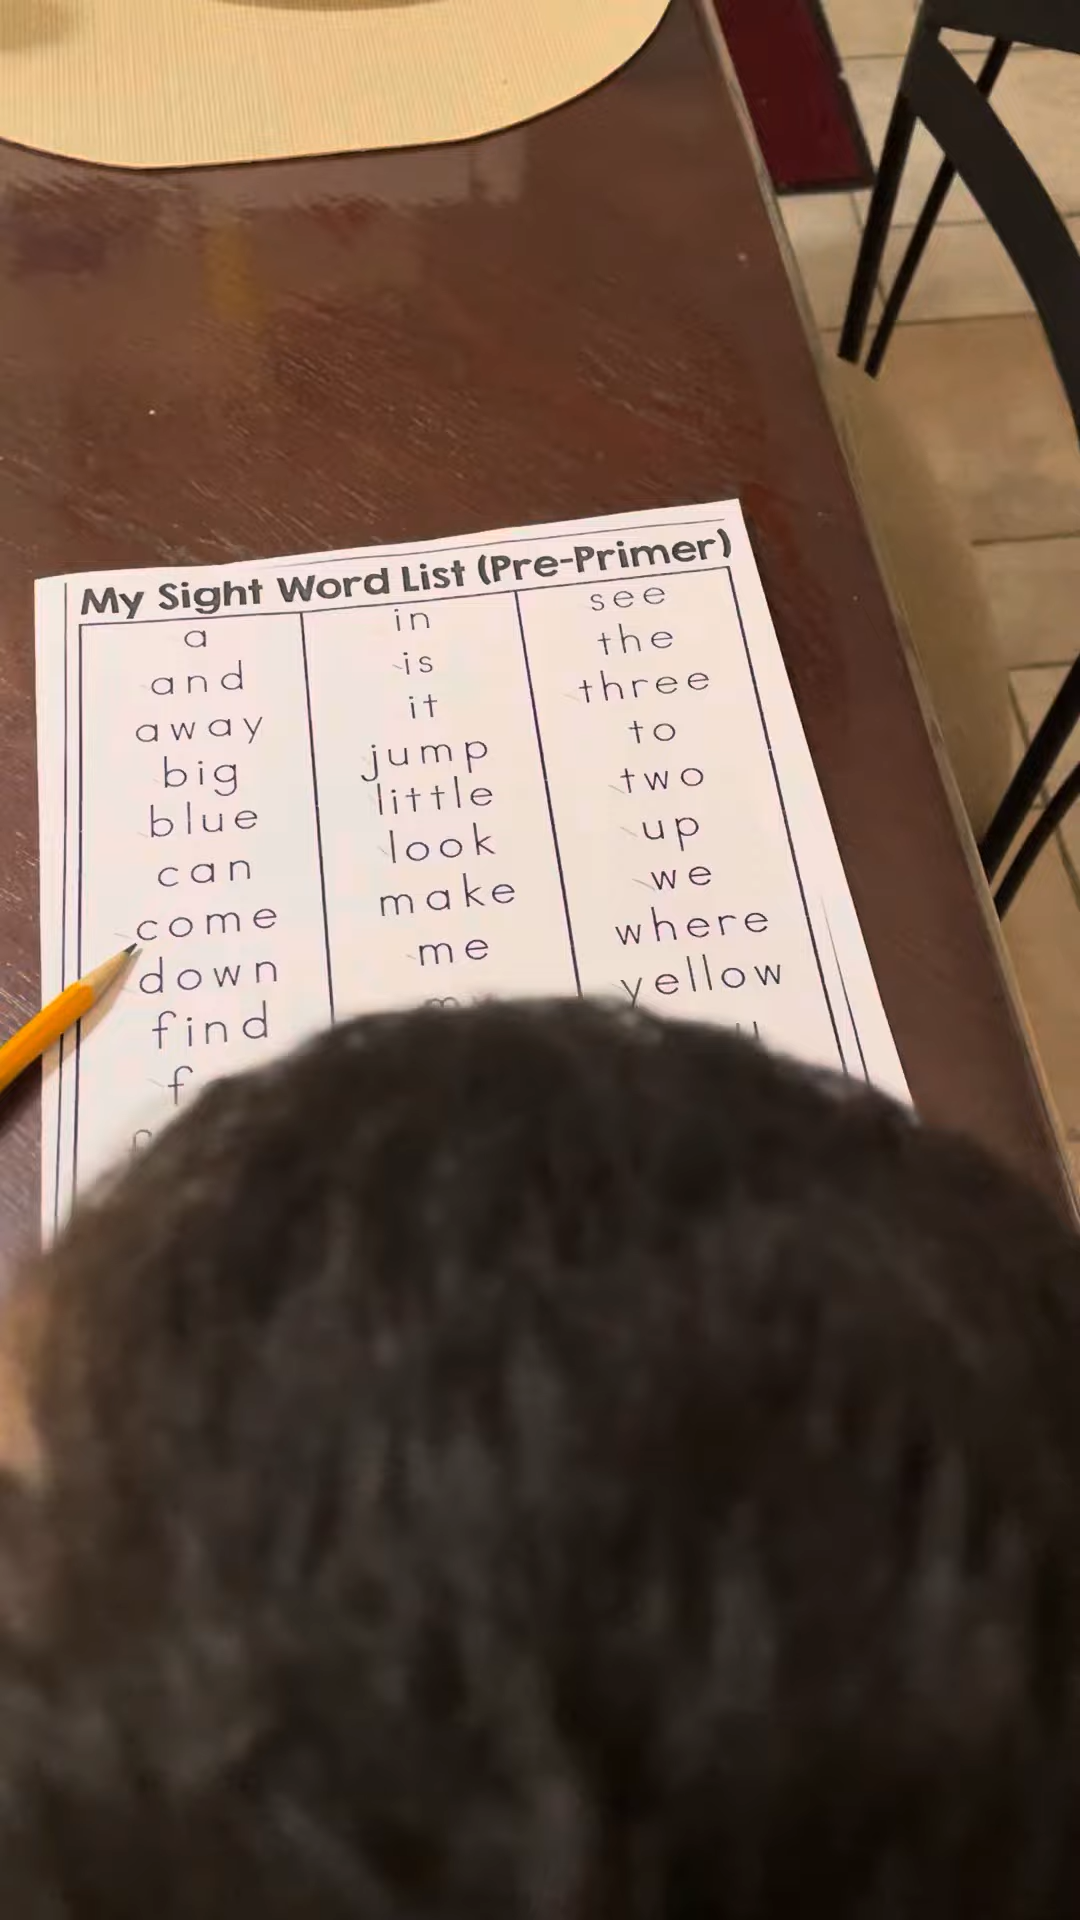 My Sight Word List (Pre-Primer)
a
and
away
big
blue
can
come
down
find
in
is
it
jump
little
look
make
me
see
the
three
to
two
up
we
where
yellow